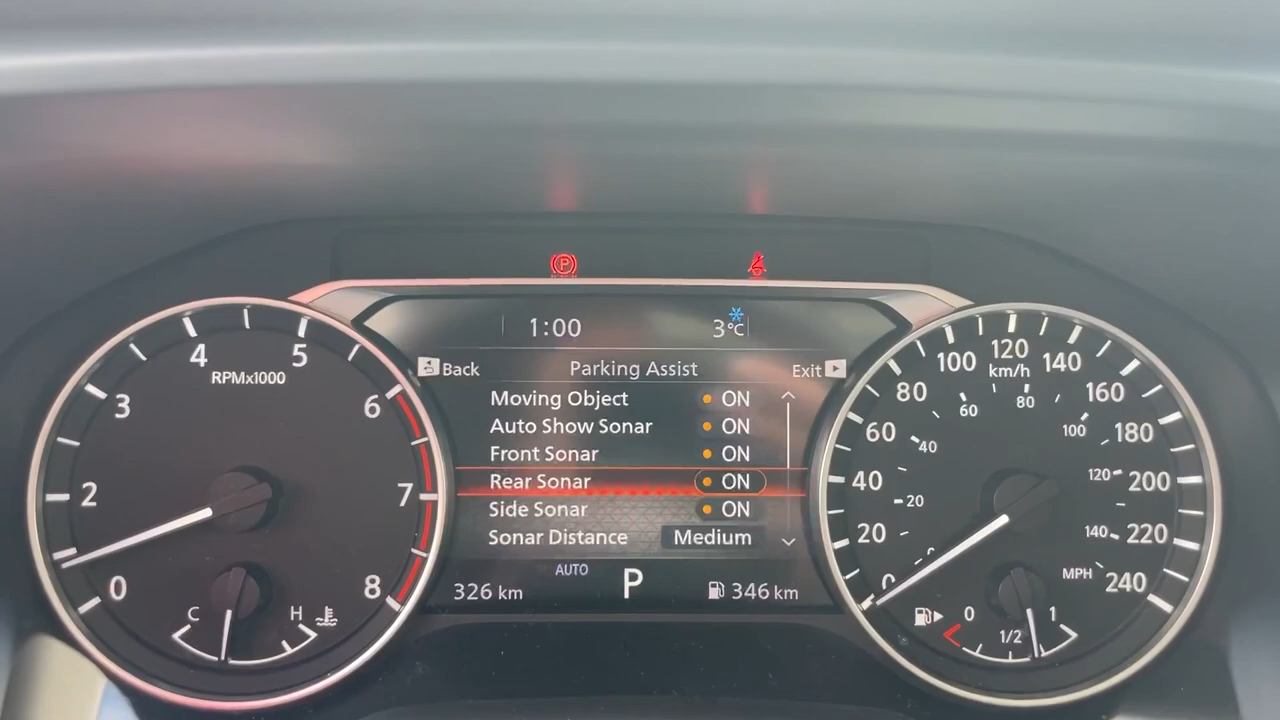 P
1:00
3°C
Back
Parking Assist
Exit
Moving Object ON
Auto Show Sonar ON
Front Sonar ON
Rear Sonar ON
Side Sonar ON
Sonar Distance Medium
AUTO
326 km
P
346 km
0
2
3
4
5
6
7
8
RPMx1000
C
H
0
20
40
60
80
100
120
140
160
180
200
220
240
km/h
0
20
40
60
80
100
120
140
MPH
0
1/2
1